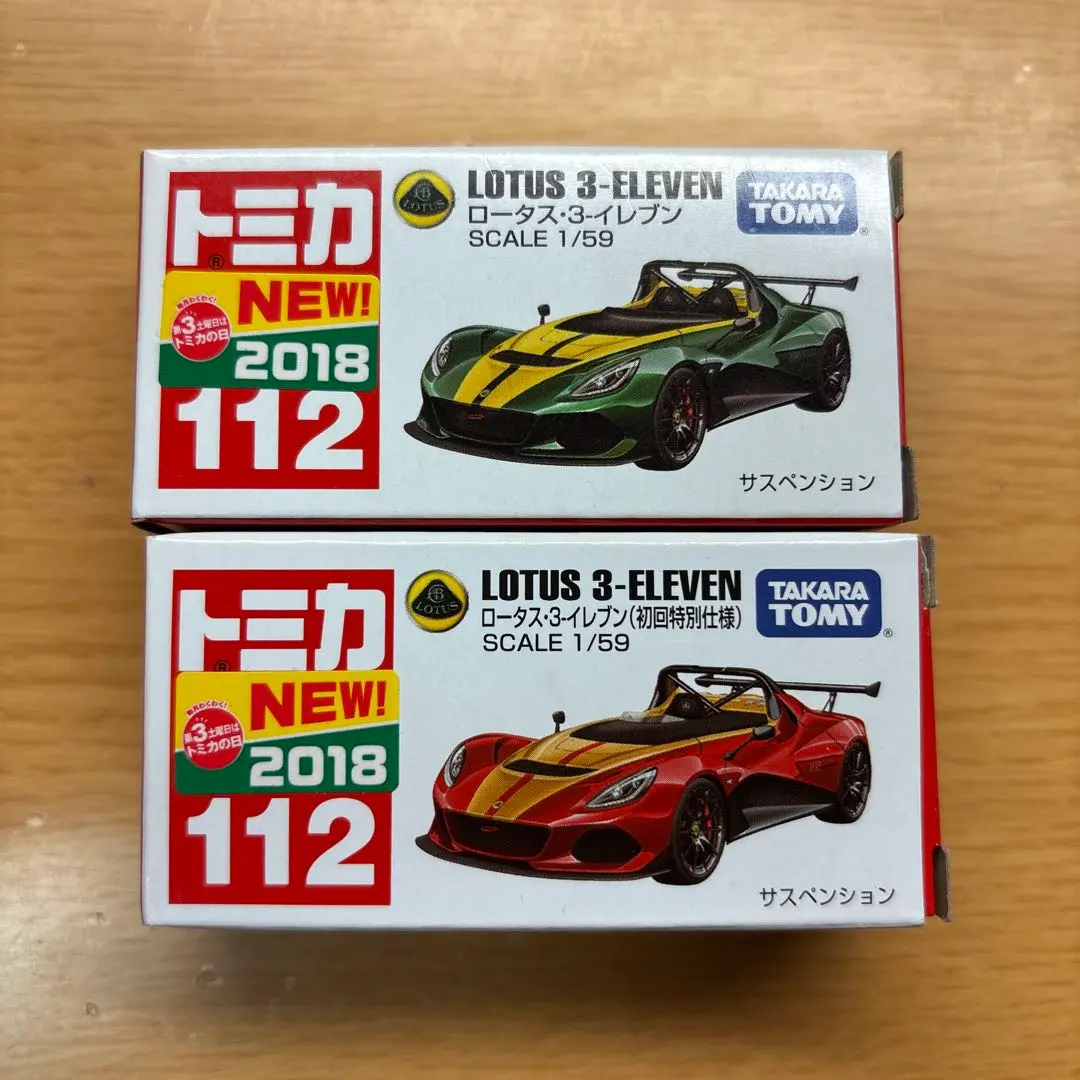 トミカ
®
NEW!
毎月わくわく!
第3土曜日は
トミカの日
2018
112
LOTUS
LOTUS 3-ELEVEN
ロータス・3-イレブン
SCALE 1/59
TAKARA
TOMY
®
サスペンション
トミカ
®
NEW!
毎月わくわく!
第3土曜日は
トミカの日
2018
112
LOTUS
LOTUS 3-ELEVEN
ロータス・3-イレブン(初回特別仕様)
SCALE 1/59
TAKARA
TOMY
®
サスペンション